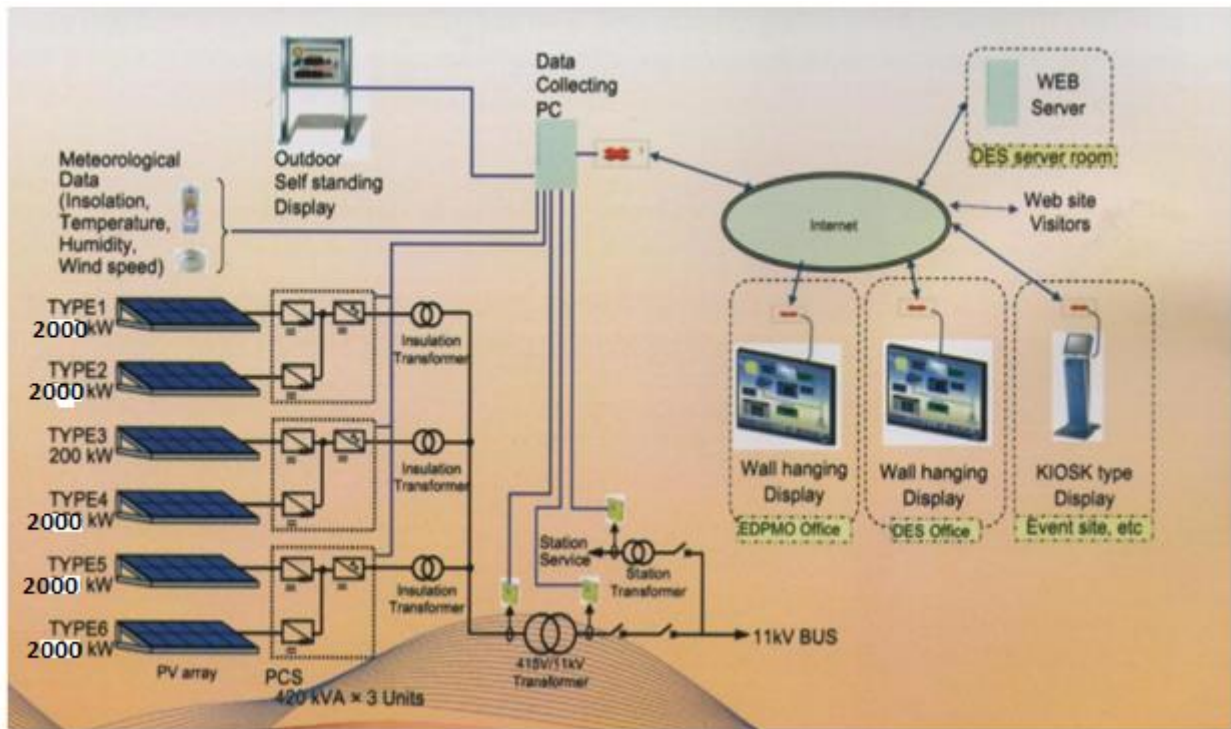 Data
Collecting
PC
WEB
Server
DES server room
Outdoor
Self standing
Display
Meteorological
Data
(Insolation,
Temperature,
Humidity,
Wind speed)
Internet
Web site
Visitors
TYPE1
2000 kW
TYPE2
2000 kW
TYPE3
200 kW
TYPE4
2000 kW
TYPE5
2000 kW
TYPE6
2000 kW
PV array
PCS
420 kVA × 3 Units
Insulation
Transformer
Insulation
Transformer
Insulation
Transformer
Station
Service
Station
Transformer
415V/11kV
Transformer
11kV BUS
Wall hanging
Display
EDPMO Office
Wall hanging
Display
DES Office
KIOSK type
Display
Event site, etc